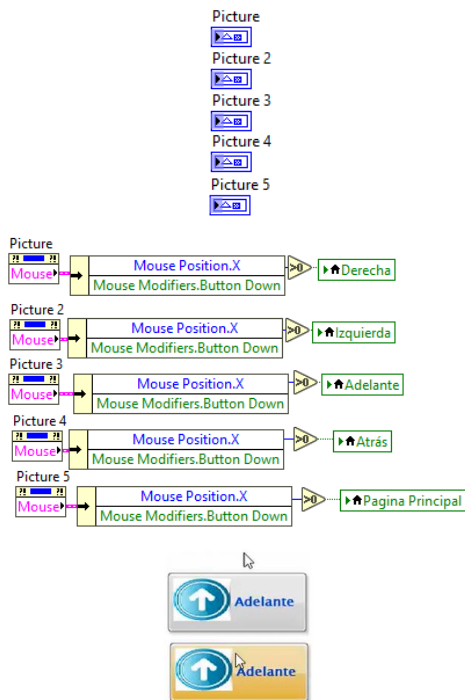 Picture
Picture 2
Picture 3
Picture 4
Picture 5
Picture
Mouse
Mouse Position.X
Mouse Modifiers.Button Down
>0
Derecha
Picture 2
Mouse
Mouse Position.X
Mouse Modifiers.Button Down
>0
Izquierda
Picture 3
Mouse
Mouse Position.X
Mouse Modifiers.Button Down
>0
Adelante
Picture 4
Mouse
Mouse Position.X
Mouse Modifiers.Button Down
>0
Atrás
Picture 5
Mouse
Mouse Position.X
Mouse Modifiers.Button Down
>0
Pagina Principal
Adelante
Adelante